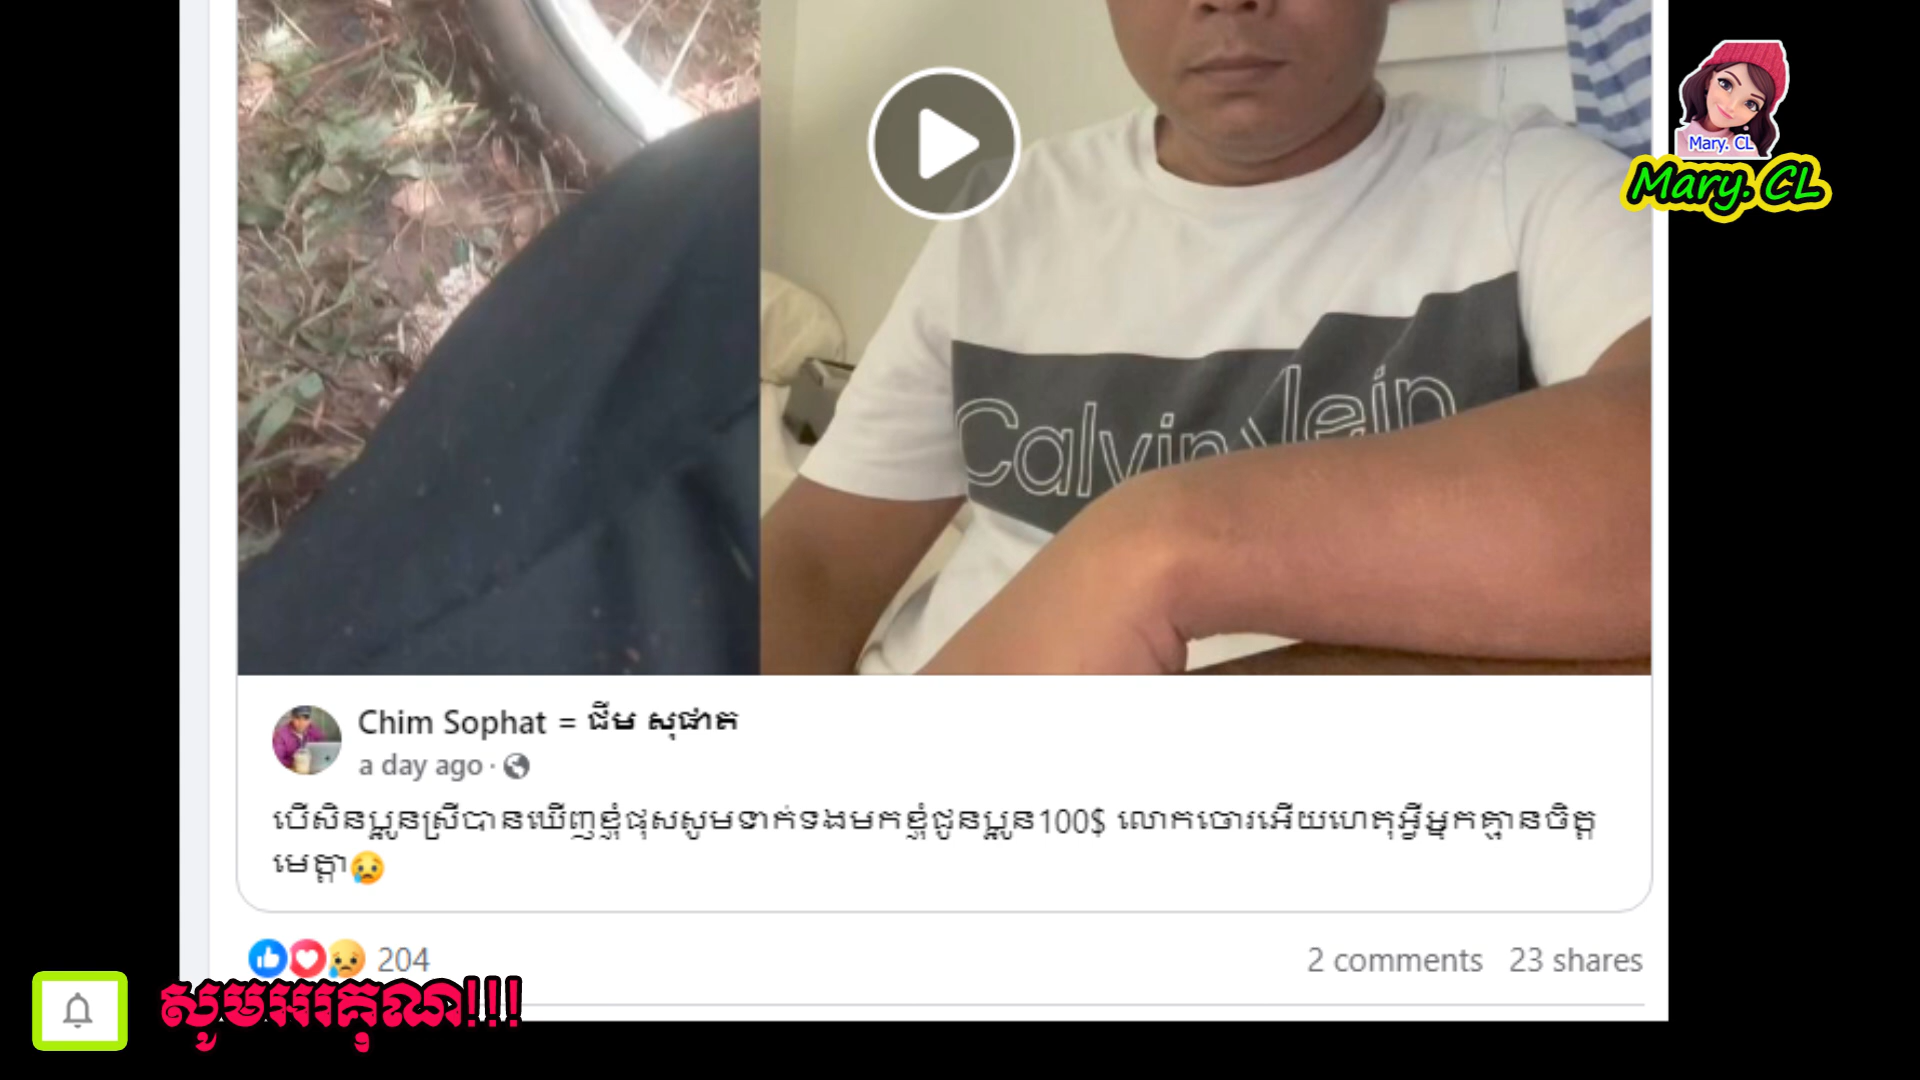 Mary. CL
Mary. CL
Calvin Klein
Chim Sophat = ជឹម សុផាត
a day ago ·
បើសិនប្អូនស្រីបានឃើញខ្ញុំផុសសូមទាក់ទងមកខ្ញុំជូនប្អូន100$ លោកចោរអើយហេតុអ្វីអ្នកគ្មានចិត្ត
មេត្តា😥
204
2 comments 23 shares
សូមអរគុណ!!!